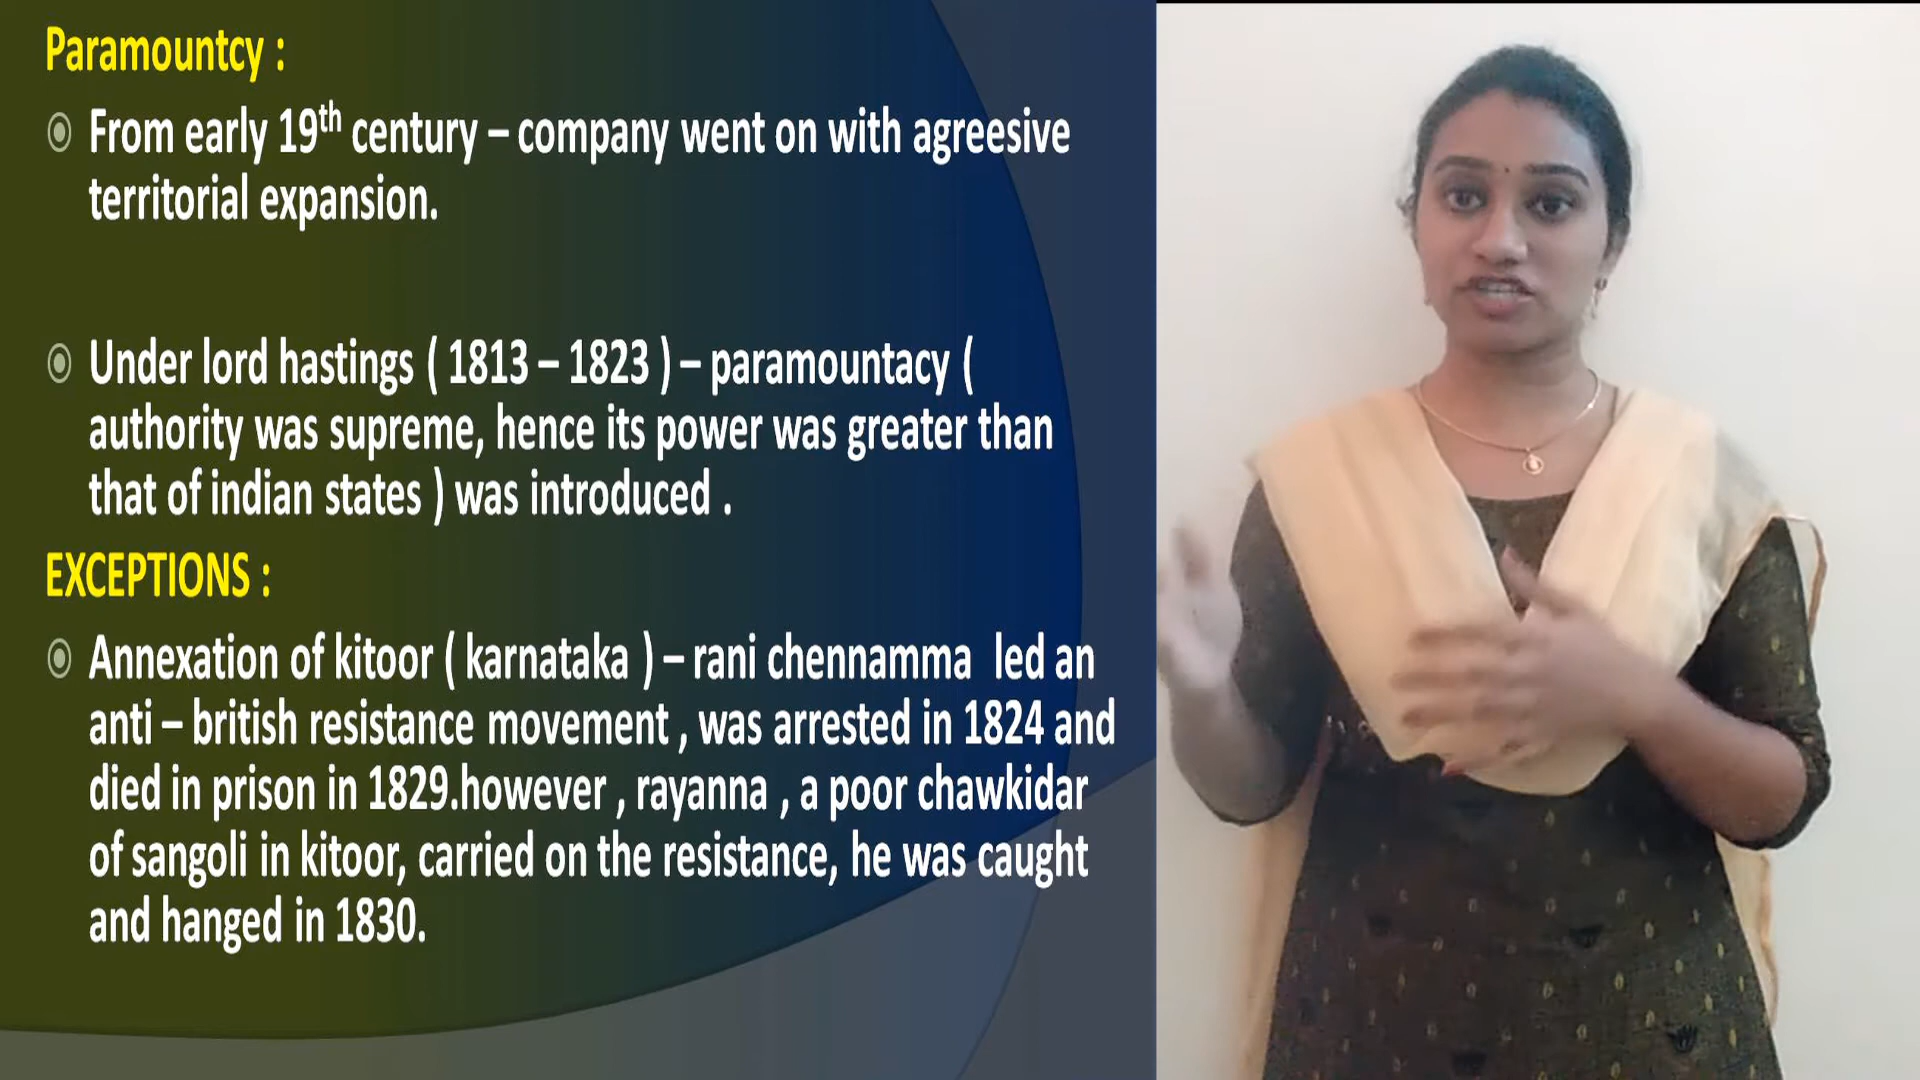 Paramountcy :
From early 19th century – company went on with agreesive
territorial expansion.
Under lord hastings ( 1813 – 1823 ) – paramountacy (
authority was supreme, hence its power was greater than
that of indian states ) was introduced .
EXCEPTIONS :
Annexation of kitoor ( karnataka ) – rani chennamma led an
anti – british resistance movement , was arrested in 1824 and
died in prison in 1829.however , rayanna , a poor chawkidar
of sangoli in kitoor, carried on the resistance, he was caught
and hanged in 1830.